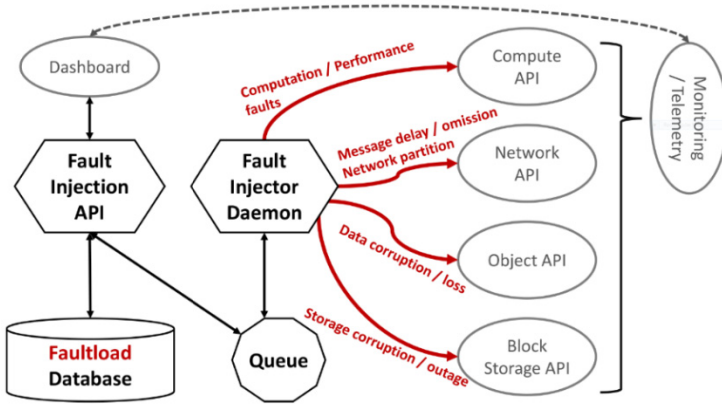 Dashboard
Fault
Injection
API
Faultload
Database
Fault
Injector
Daemon
Queue
Computation / Performance
faults
Message delay / omission
Network partition
Data corruption / loss
Storage corruption / outage
Compute
API
Network
API
Object API
Block
Storage API
Monitoring
/ Telemetry